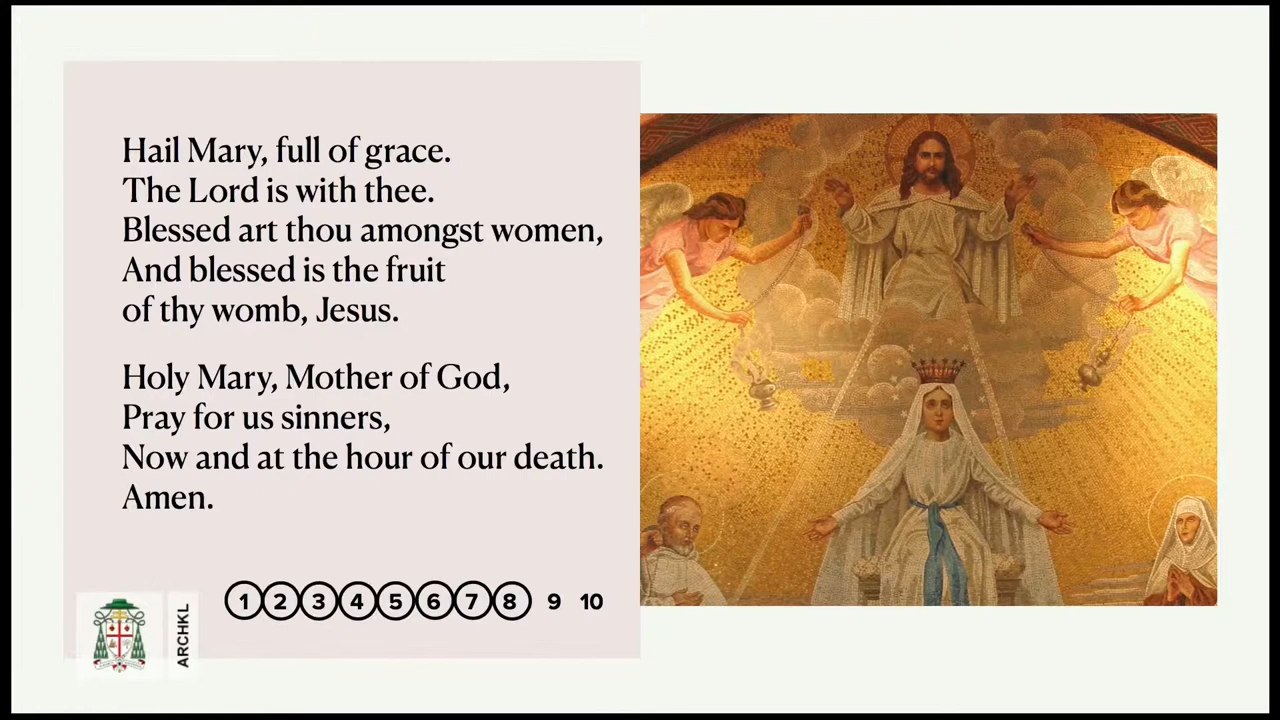 Hail Mary, full of grace.
The Lord is with thee.
Blessed art thou amongst women,
And blessed is the fruit
of thy womb, Jesus.
Holy Mary, Mother of God,
Pray for us sinners,
Now and at the hour of our death.
Amen.
1 2 3 4 5 6 7 8 9 10
ARCHKL